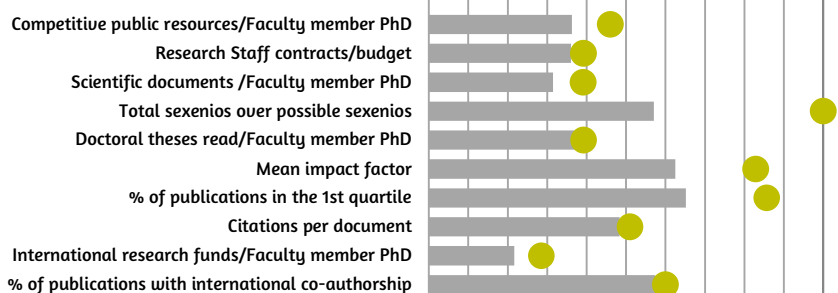 Competitive public resources/Faculty member PhD
Research Staff contracts/budget
Scientific documents /Faculty member PhD
Total sexenios over possible sexenios
Doctoral theses read/Faculty member PhD
Mean impact factor
% of publications in the 1st quartile
Citations per document
International research funds/Faculty member PhD
% of publications with international co-authorship